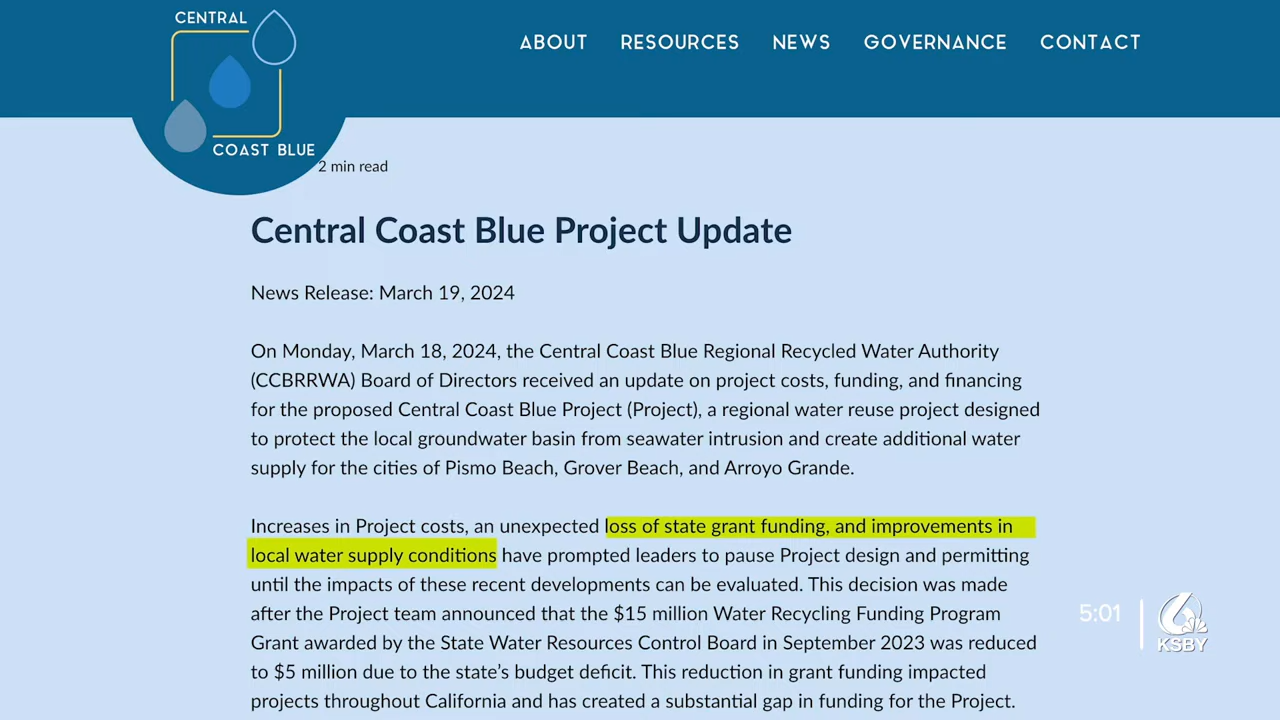 CENTRAL
COAST BLUE
ABOUT RESOURCES NEWS GOVERNANCE CONTACT
2 min read
Central Coast Blue Project Update
News Release: March 19, 2024
On Monday, March 18, 2024, the Central Coast Blue Regional Recycled Water Authority
(CCBRRWA) Board of Directors received an update on project costs, funding, and financing
for the proposed Central Coast Blue Project (Project), a regional water reuse project designed
to protect the local groundwater basin from seawater intrusion and create additional water
supply for the cities of Pismo Beach, Grover Beach, and Arroyo Grande.
Increases in Project costs, an unexpected loss of state grant funding, and improvements in
local water supply conditions have prompted leaders to pause Project design and permitting
until the impacts of these recent developments can be evaluated. This decision was made
after the Project team announced that the $15 million Water Recycling Funding Program
Grant awarded by the State Water Resources Control Board in September 2023 was reduced
to $5 million due to the state's budget deficit. This reduction in grant funding impacted
projects throughout California and has created a substantial gap in funding for the Project.
5:01
6
KSBY